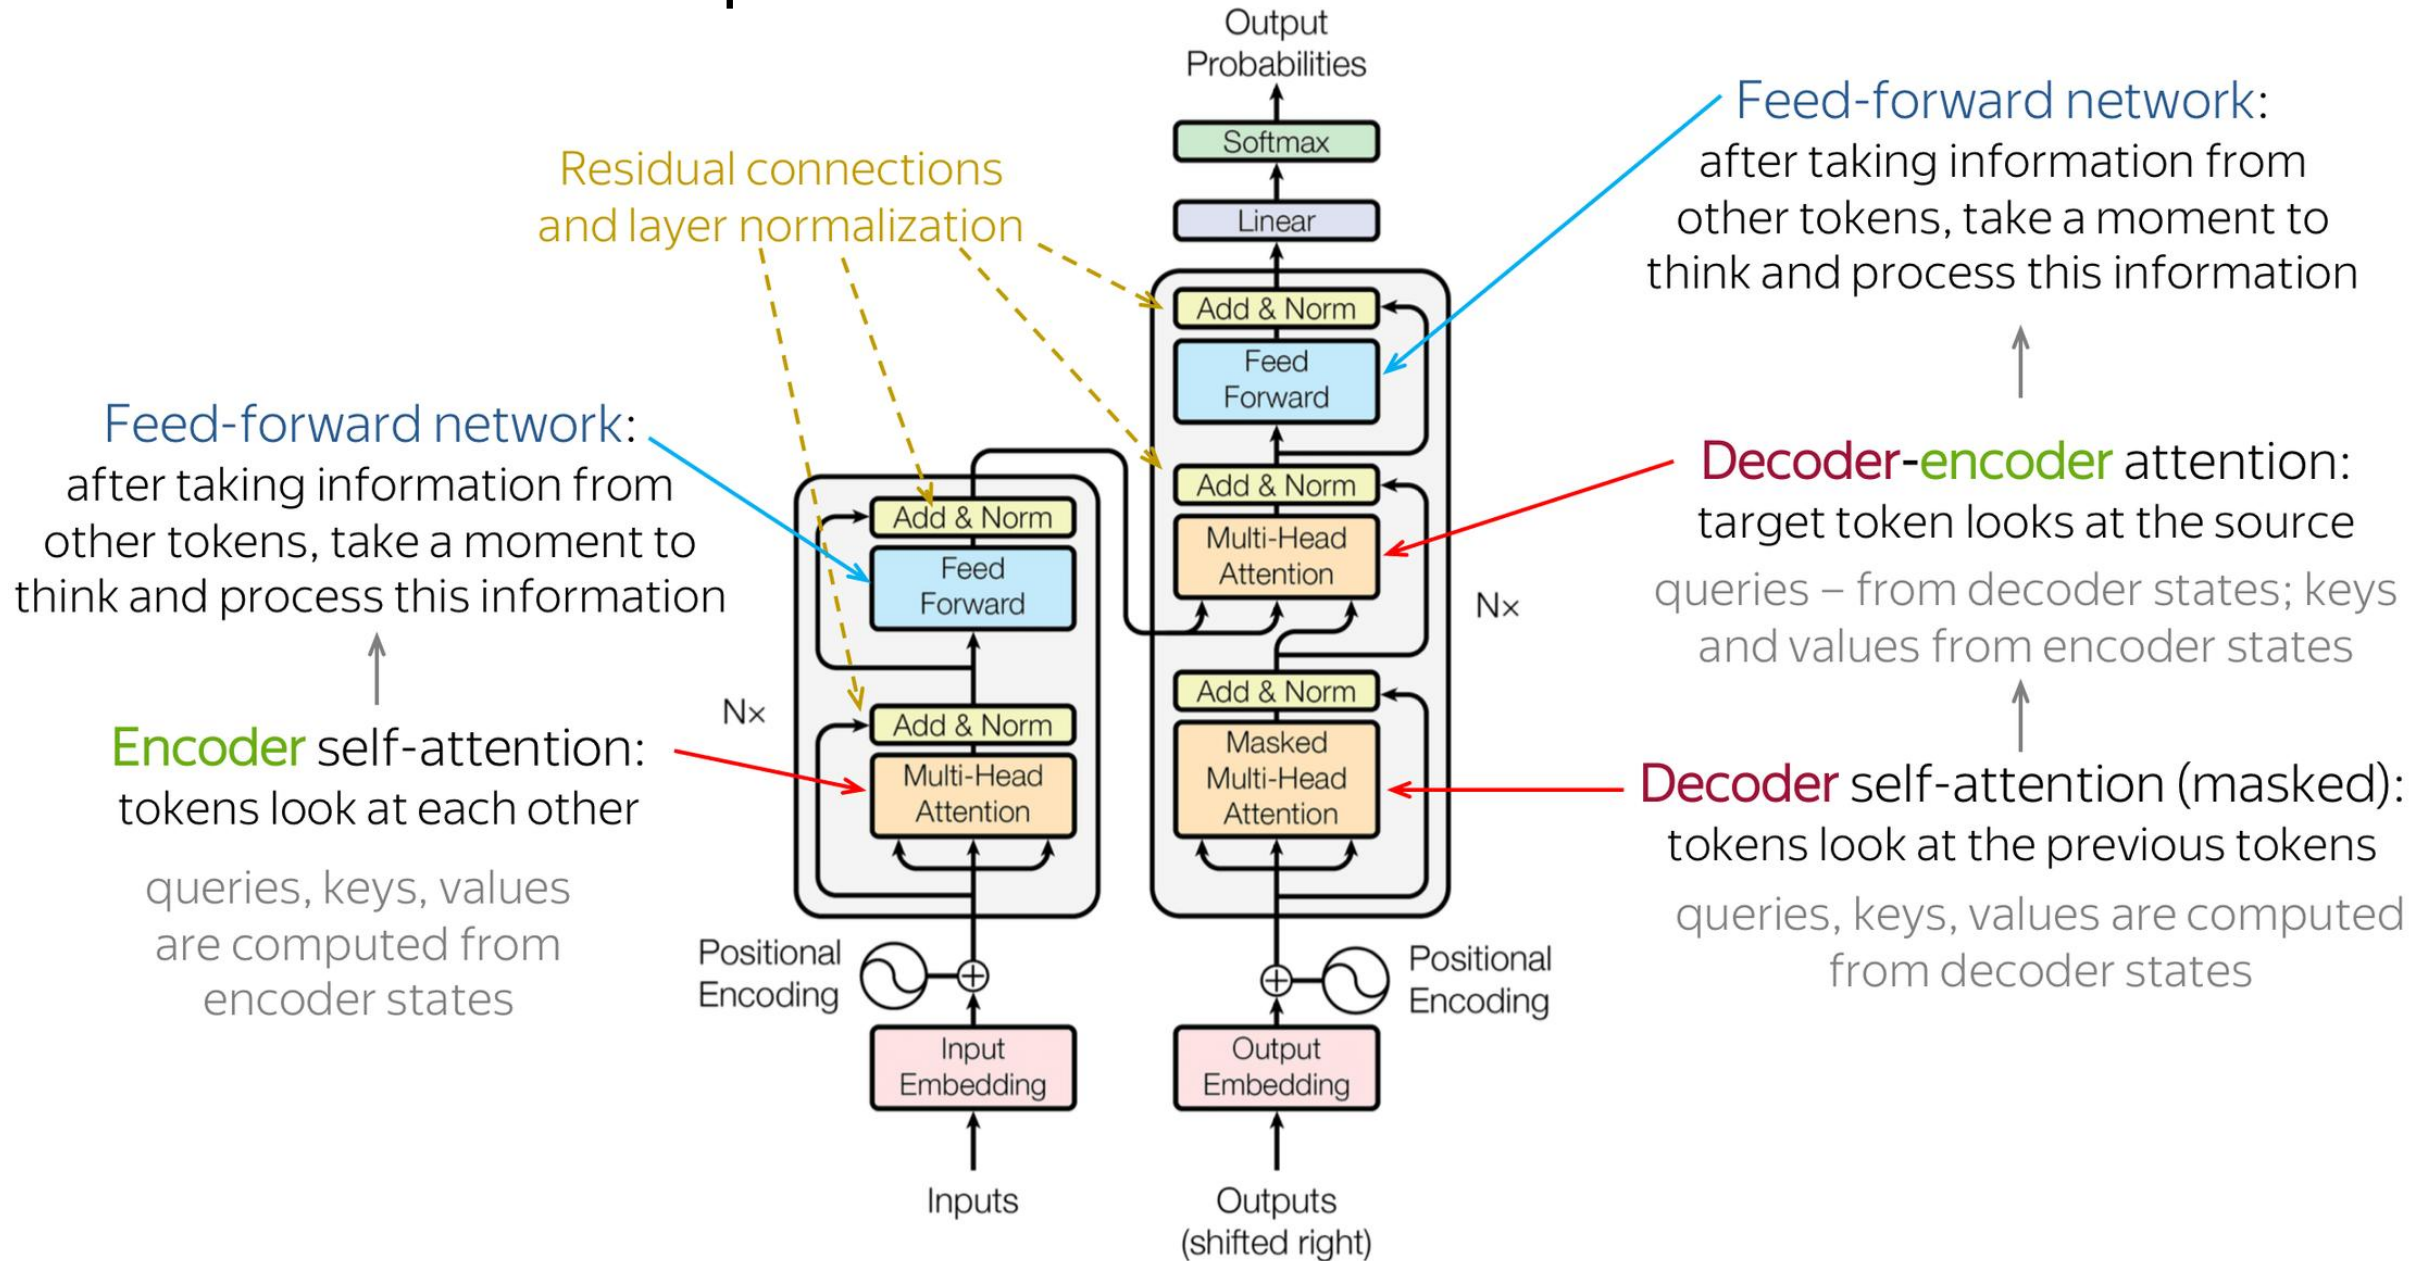 Output
Probabilities
Softmax
Linear
Add & Norm
Feed
Forward
Add & Norm
Multi-Head
Attention
Add & Norm
Masked
Multi-Head
Attention
Nx
Positional
Encoding
Output
Embedding
Outputs
(shifted right)
Residual connections
and layer normalization
Add & Norm
Feed
Forward
Add & Norm
Multi-Head
Attention
Nx
Positional
Encoding
Input
Embedding
Inputs
Feed-forward network:
after taking information from
other tokens, take a moment to
think and process this information
Encoder self-attention:
tokens look at each other
queries, keys, values
are computed from
encoder states
Feed-forward network:
after taking information from
other tokens, take a moment to
think and process this information
Decoder-encoder attention:
target token looks at the source
queries – from decoder states; keys
and values from encoder states
Decoder self-attention (masked):
tokens look at the previous tokens
queries, keys, values are computed
from decoder states